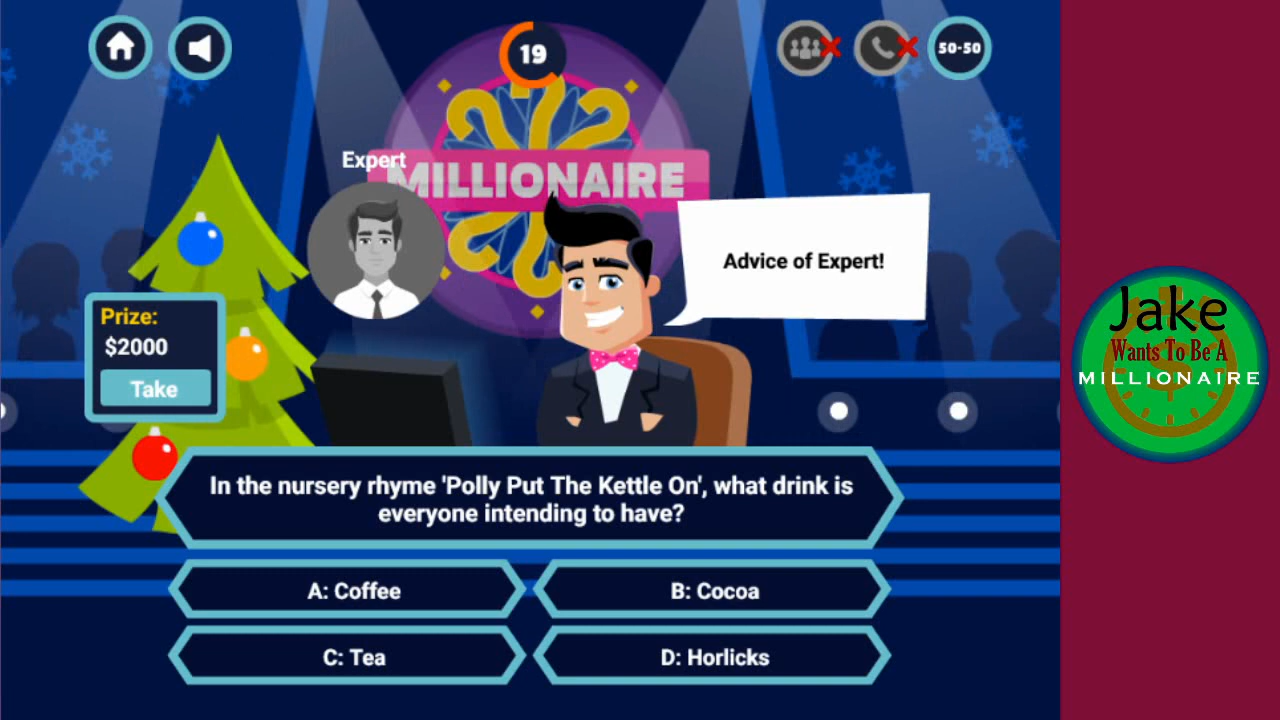 19
50-50
Expert
MILLIONAIRE
Advice of Expert!
Prize:
$2000
Take
In the nursery rhyme 'Polly Put The Kettle On', what drink is
everyone intending to have?
A: Coffee
B: Cocoa
C: Tea
D: Horlicks
Jake
Wants To Be A
MILLIONAIRE